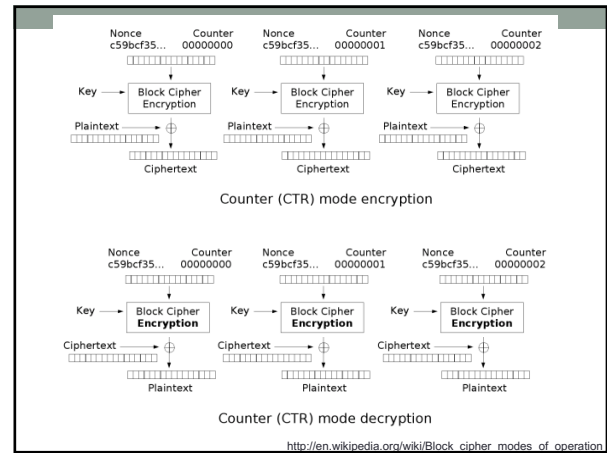 Nonce Counter Nonce Counter Nonce Counter
c59bcf35... 00000000 c59bcf35... 00000001 c59bcf35... 00000002
Key Block Cipher Key Block Cipher Key Block Cipher
Encryption Encryption Encryption
Plaintext Plaintext Plaintext
Ciphertext Ciphertext Ciphertext
Counter (CTR) mode encryption
Nonce Counter Nonce Counter Nonce Counter
c59bcf35... 00000000 c59bcf35... 00000001 c59bcf35... 00000002
Key Block Cipher Key Block Cipher Key Block Cipher
Encryption Encryption Encryption
Ciphertext Ciphertext Ciphertext
Plaintext Plaintext Plaintext
Counter (CTR) mode decryption
http://en.wikipedia.org/wiki/Block_cipher_modes_of_operation